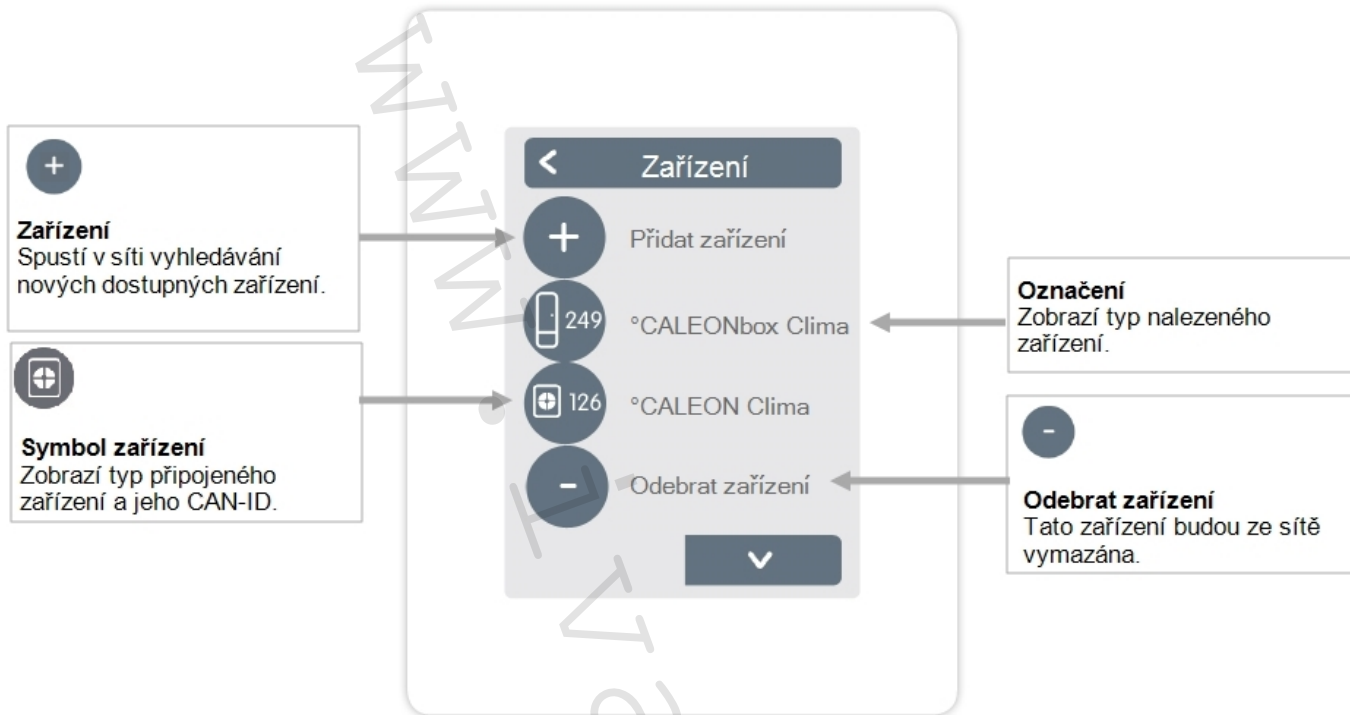 +
Zařízení
Spustí v síti vyhledávání
nových dostupných zařízení.
Symbol zařízení
Zobrazí typ připojeného
zařízení a jeho CAN-ID.
< Zařízení
+ Přidat zařízení
249 °CALEONbox Clima
126 °CALEON Clima
- Odebrat zařízení
Označení
Zobrazí typ nalezeného
zařízení.
-
Odebrat zařízení
Tato zařízení budou ze sítě
vymazána.